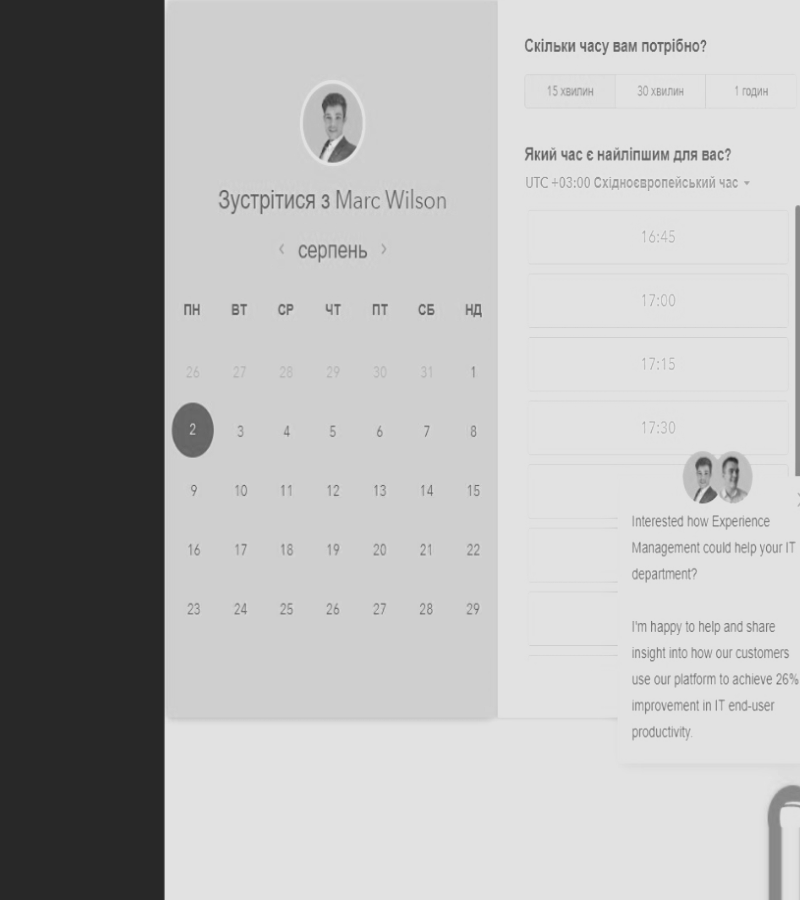 Зустрітися з Marc Wilson
‹ серпень ›
ПН ВТ СР ЧТ ПТ СБ НД
26 27 28 29 30 31 1
2 3 4 5 6 7 8
9 10 11 12 13 14 15
16 17 18 19 20 21 22
23 24 25 26 27 28 29
Скільки часу вам потрібно?
15 хвилин 30 хвилин 1 годин
Який час є найліпшим для вас?
UTC +03:00 Східноєвропейський час
16:45
17:00
17:15
17:30
Interested how Experience
Management could help your IT
department?
I'm happy to help and share
insight into how our customers
use our platform to achieve 26%
improvement in IT end-user
productivity.